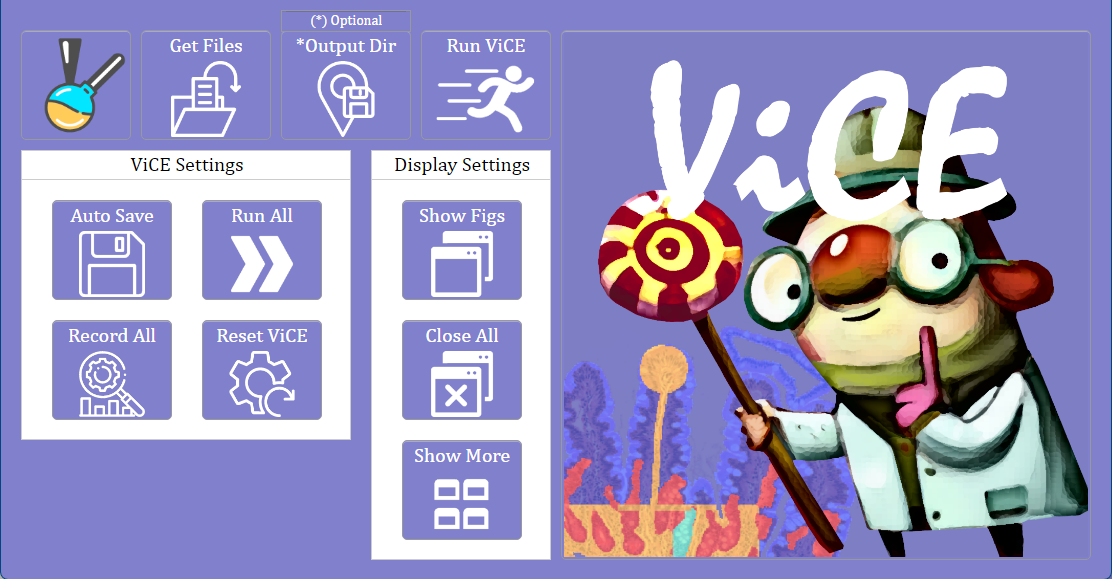 (*) Optional
Get Files
*Output Dir
Run ViCE
ViCE Settings
Auto Save
Run All
Record All
Reset ViCE
Display Settings
Show Figs
Close All
Show More
ViCE